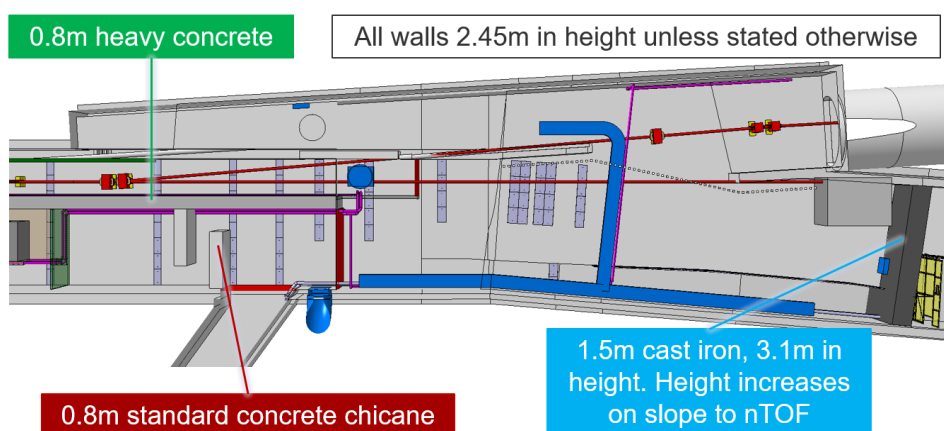 0.8m heavy concrete
All walls 2.45m in height unless stated otherwise
1.5m cast iron, 3.1m in
height. Height increases
on slope to nTOF
0.8m standard concrete chicane